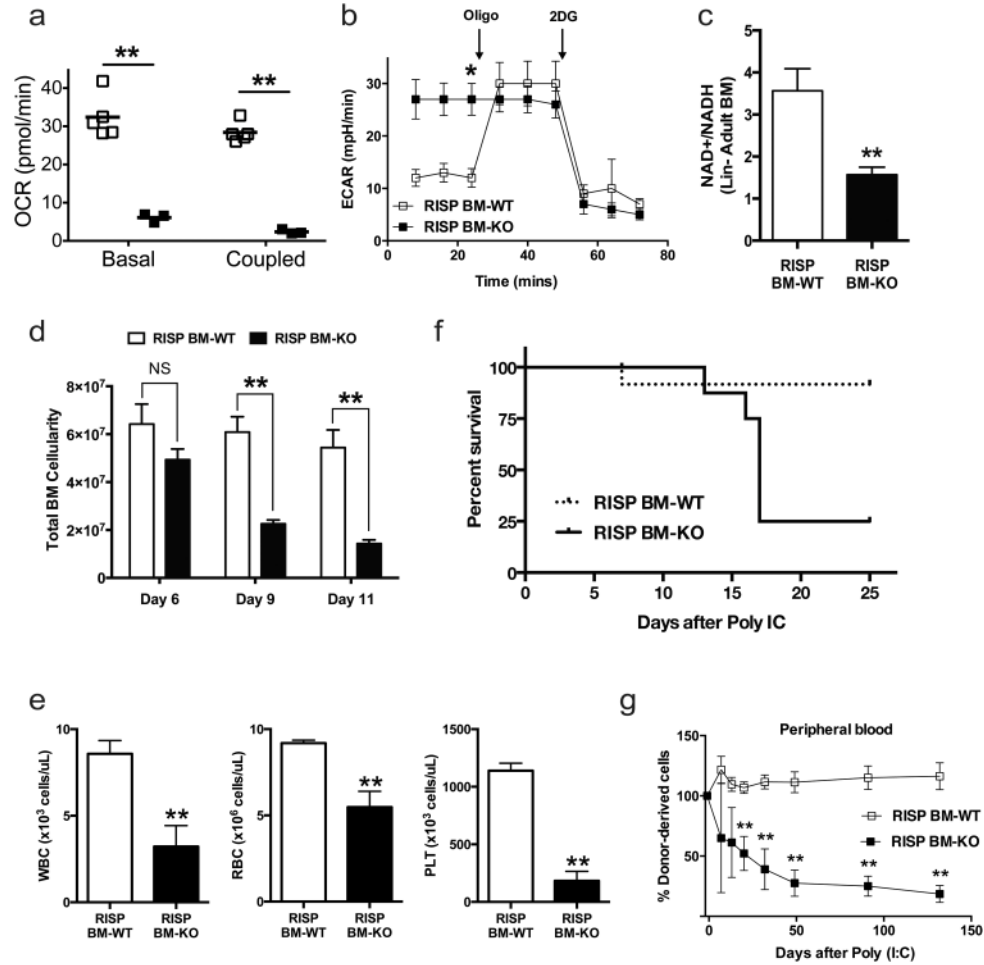 a
OCR (pmol/min)
50
40
30
20
10
0
**
**
Basal
Coupled
b
Oligo
2DG
ECAR (mpH/min)
30
20
10
0
*
RISP BM-WT
RISP BM-KO
0
20
40
60
80
Time (mins)
c
NAD+/NADH
(Lin- Adult BM)
5
4
3
2
1
0
**
RISP
BM-WT
RISP
BM-KO
d
RISP BM-WT
RISP BM-KO
Total BM Cellularity
8×10⁷
6×10⁷
4×10⁷
2×10⁷
0
NS
**
**
Day 6
Day 9
Day 11
f
Percent survival
100
75
50
25
0
RISP BM-WT
RISP BM-KO
0
5
10
15
20
25
Days after Poly IC
e
WBC (x10³ cells/uL)
10
5
0
**
RISP
BM-WT
RISP
BM-KO
RBC (x10⁶ cells/uL)
10
5
0
**
RISP
BM-WT
RISP
BM-KO
PLT (x10³ cells/uL)
1500
1000
500
0
**
RISP
BM-WT
RISP
BM-KO
g
Peripheral blood
% Donor-derived cells
150
100
50
**
**
**
**
**
RISP BM-WT
RISP BM-KO
0
50
100
150
Days after Poly (I:C)